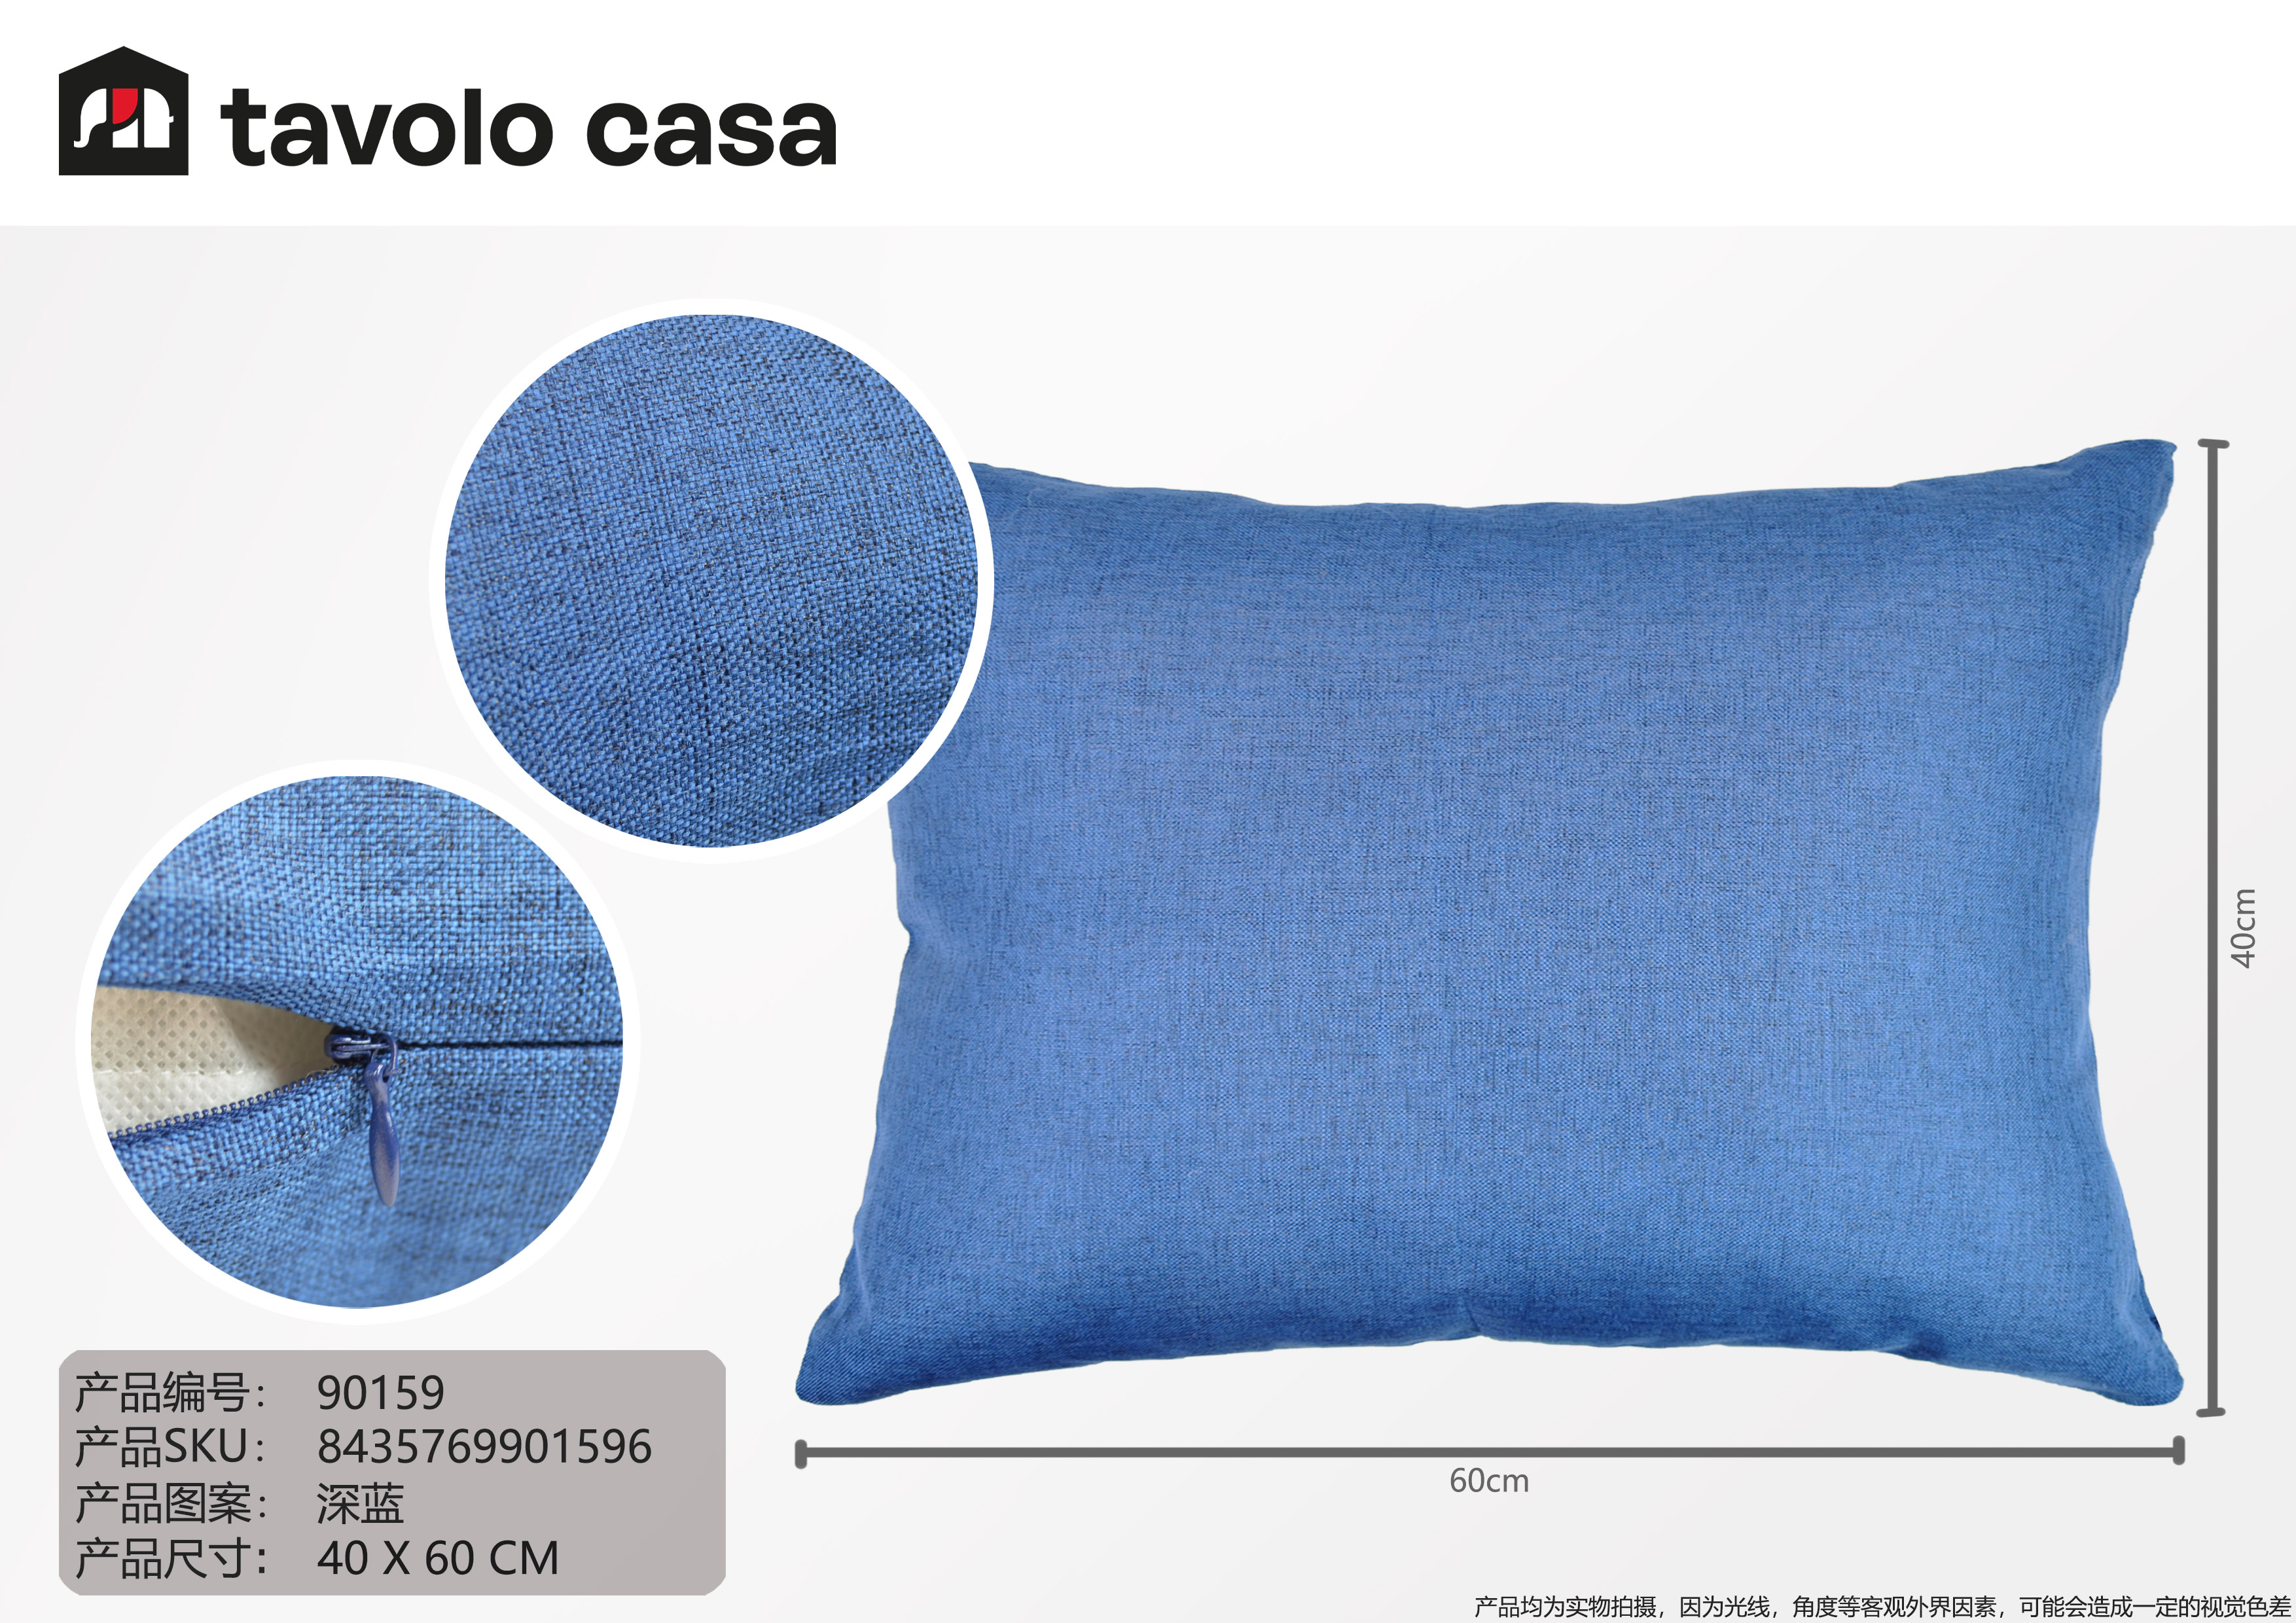 tavolo casa
40cm
60cm
产品编号： 90159
产品SKU： 8435769901596
产品图案： 深蓝
产品尺寸： 40 X 60 CM
产品均为实物拍摄，因为光线，角度等客观外界因素，可能会造成一定的视觉色差